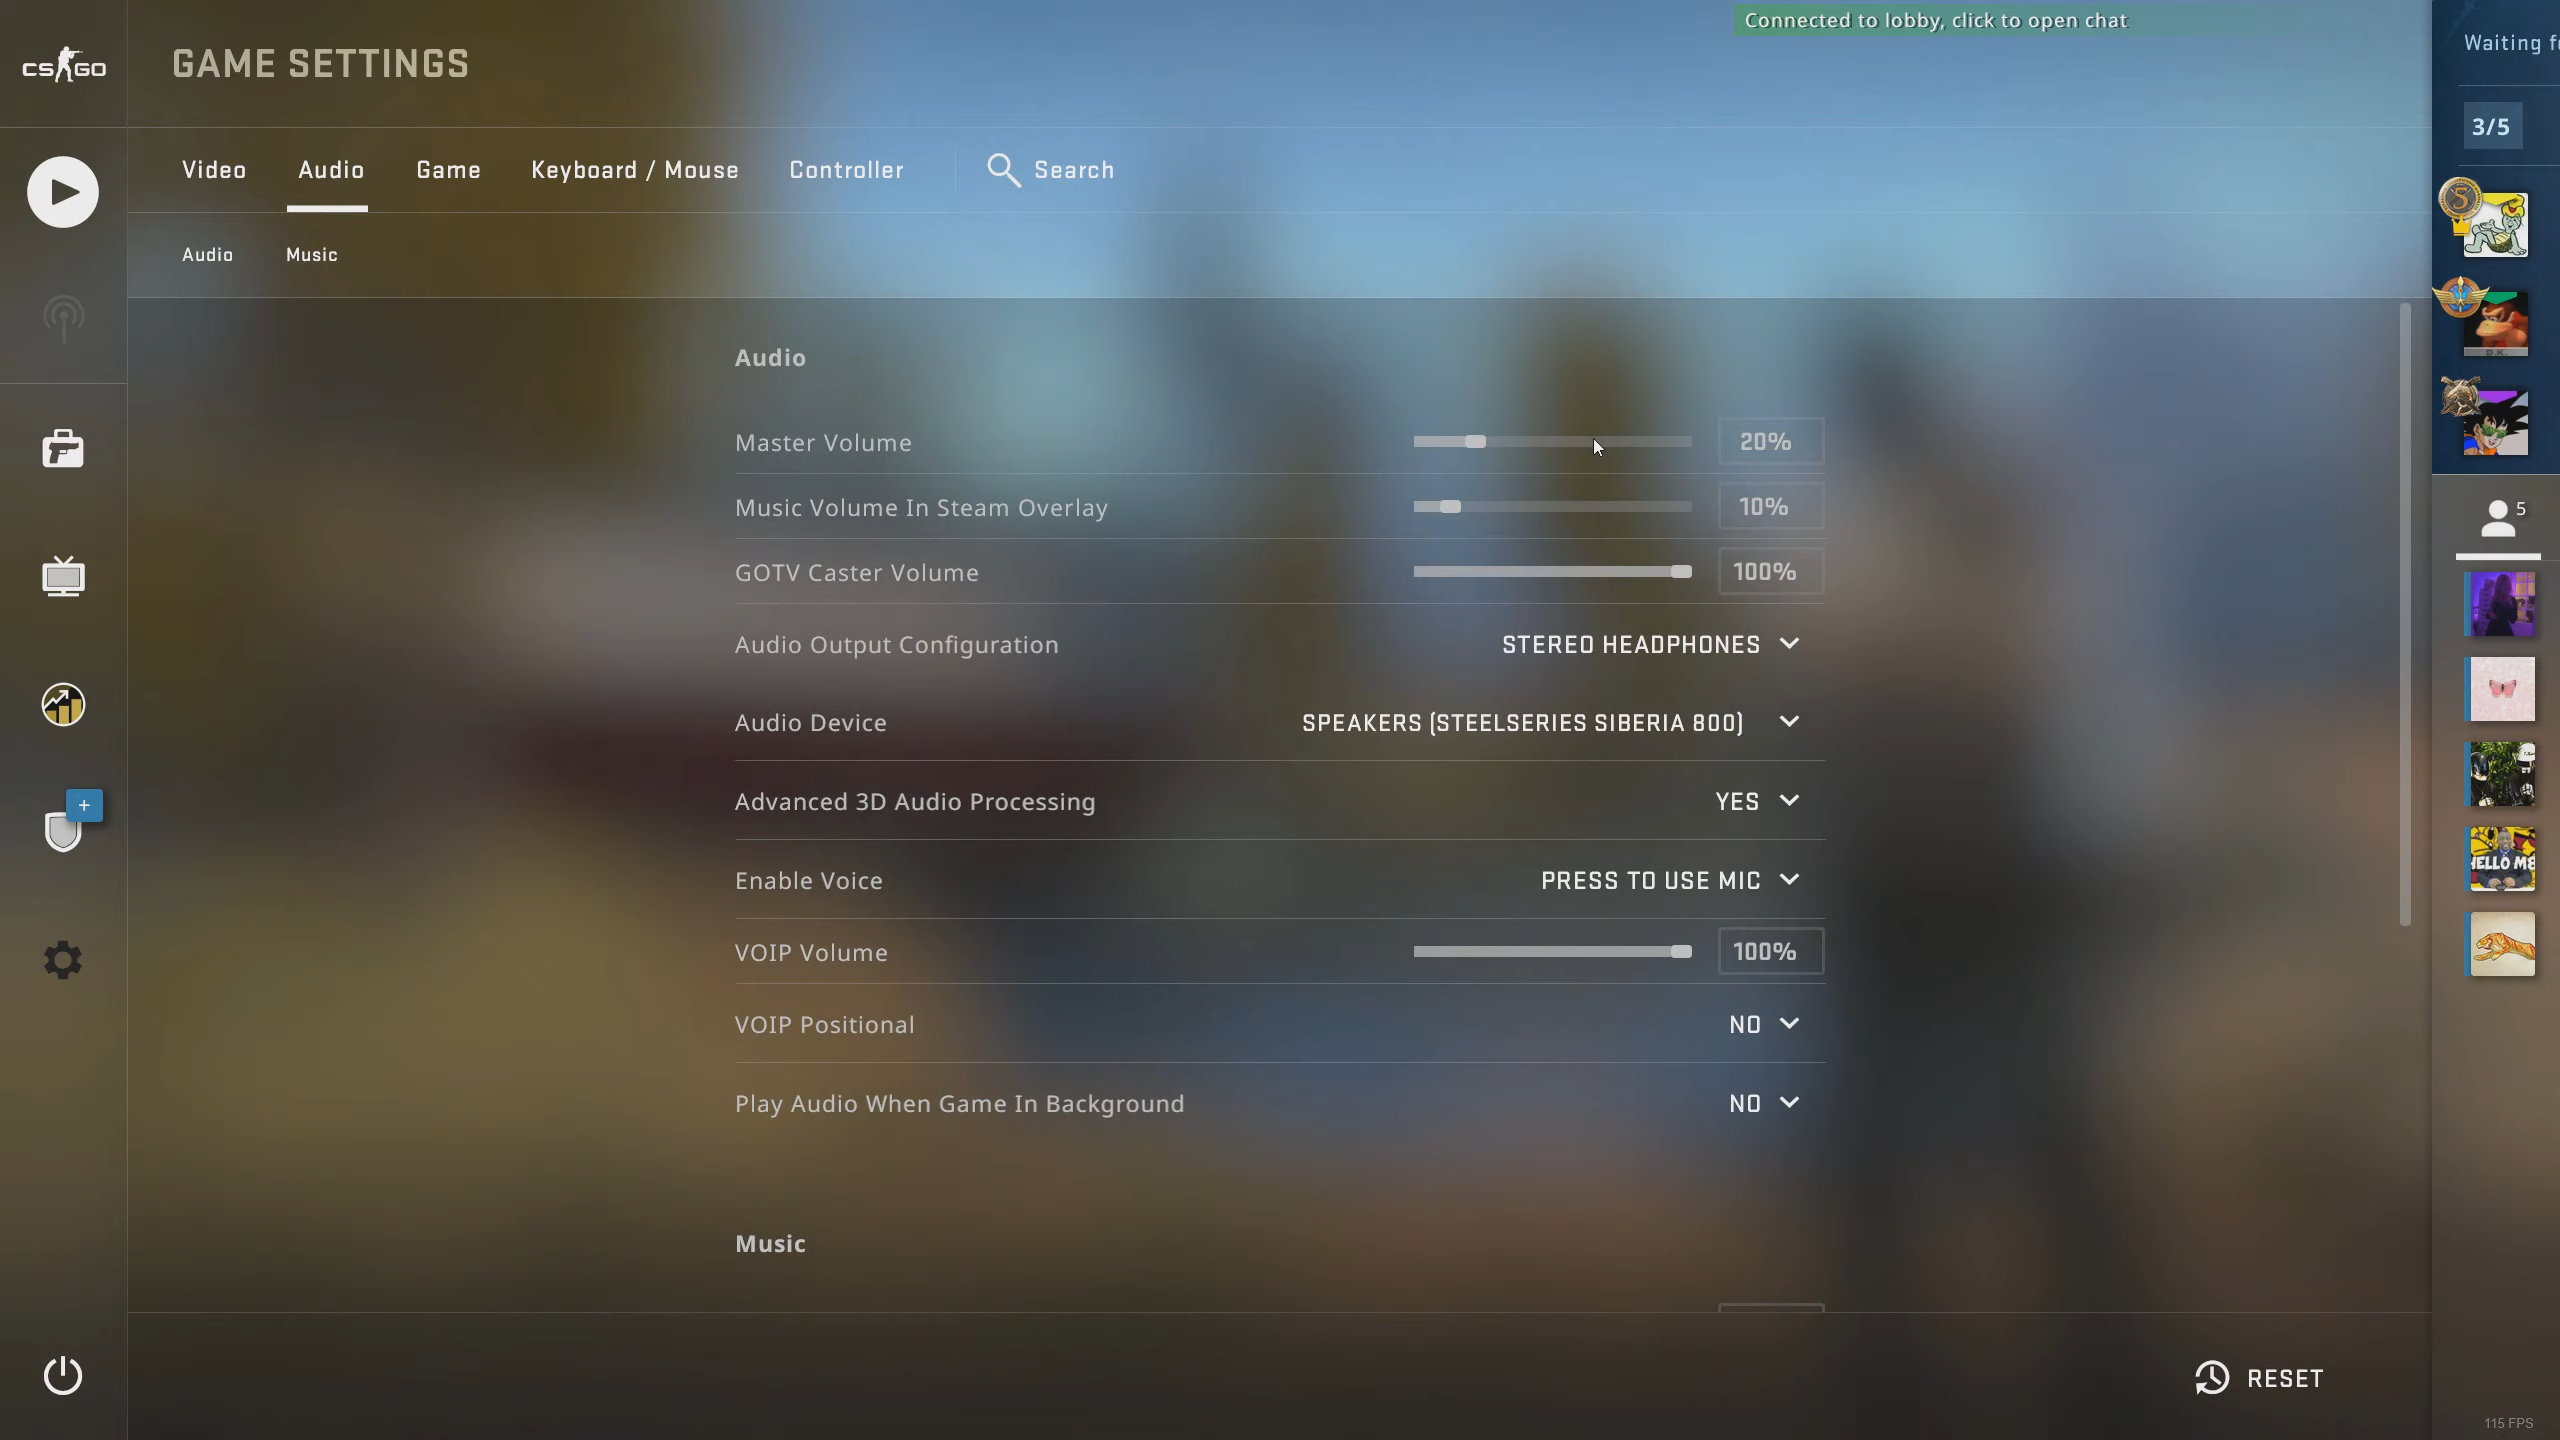 Connected to lobby, click to open chat
Waiting f
CS GO
GAME SETTINGS
3/5
Video Audio Game Keyboard / Mouse Controller Search
Audio Music
5
D.K.
Audio
Master Volume 20%
Music Volume In Steam Overlay 10%
5
GOTV Caster Volume 100%
Audio Output Configuration STEREO HEADPHONES
Audio Device SPEAKERS (STEELSERIES SIBERIA 800)
Advanced 3D Audio Processing YES
+
Enable Voice PRESS TO USE MIC
HELLO M8
VOIP Volume 100%
VOIP Positional NO
Play Audio When Game In Background NO
Music
RESET
115 FPS